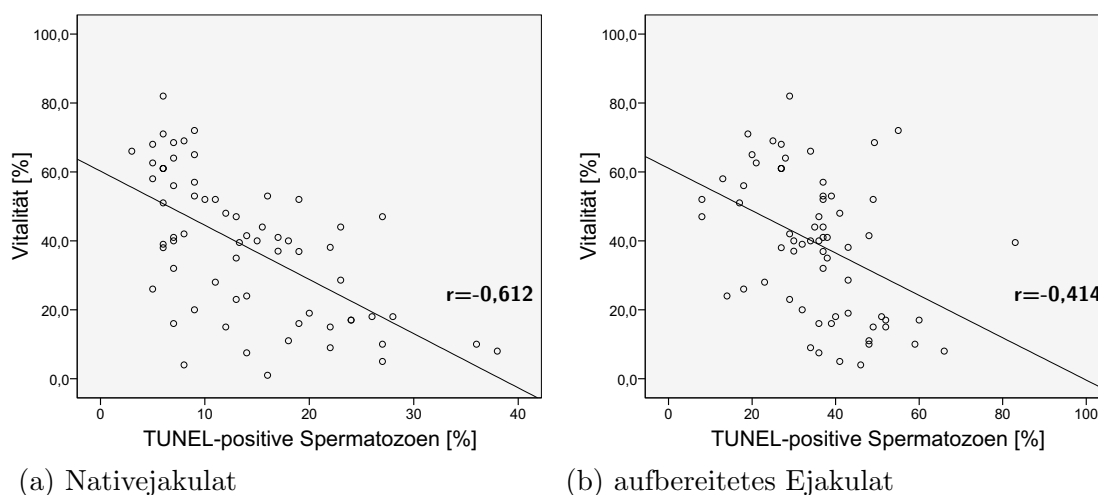 100,0
80,0
60,0
40,0
20,0
0,0
Vitalität [%]
r=-0,612
0 10 20 30 40
TUNEL-positive Spermatozoen [%]
(a) Nativejakulat
100,0
80,0
60,0
40,0
20,0
0,0
Vitalität [%]
r=-0,414
0 20 40 60 80 100
TUNEL-positive Spermatozoen [%]
(b) aufbereitetes Ejakulat